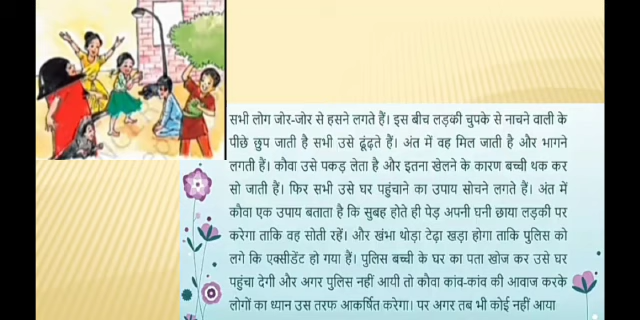 सभी लोग जोर-जोर से हसने लगते हैं। इस बीच लड़की चुपके से नाचने वाली के
पीछे छुप जाती है सभी उसे ढूंढ़ते हैं। अंत में वह मिल जाती है और भागने
लगती हैं। कौवा उसे पकड़ लेता है और इतना खेलने के कारण बच्ची थक कर
सो जाती हैं। फिर सभी उसे घर पहुंचाने का उपाय सोचने लगते हैं। अंत में
कौवा एक उपाय बताता है कि सुबह होते ही पेड़ अपनी घनी छाया लड़की पर
करेगा ताकि वह सोती रहें। और खंभा थोड़ा टेढ़ा खड़ा होगा ताकि पुलिस को
लगे कि एक्सीडेंट हो गया हैं। पुलिस बच्ची के घर का पता खोज कर उसे घर
पहुंचा देगी और अगर पुलिस नहीं आयी तो कौवा कांव-कांव की आवाज करके
लोगों का ध्यान उस तरफ आकर्षित करेगा। पर अगर तब भी कोई नहीं आया